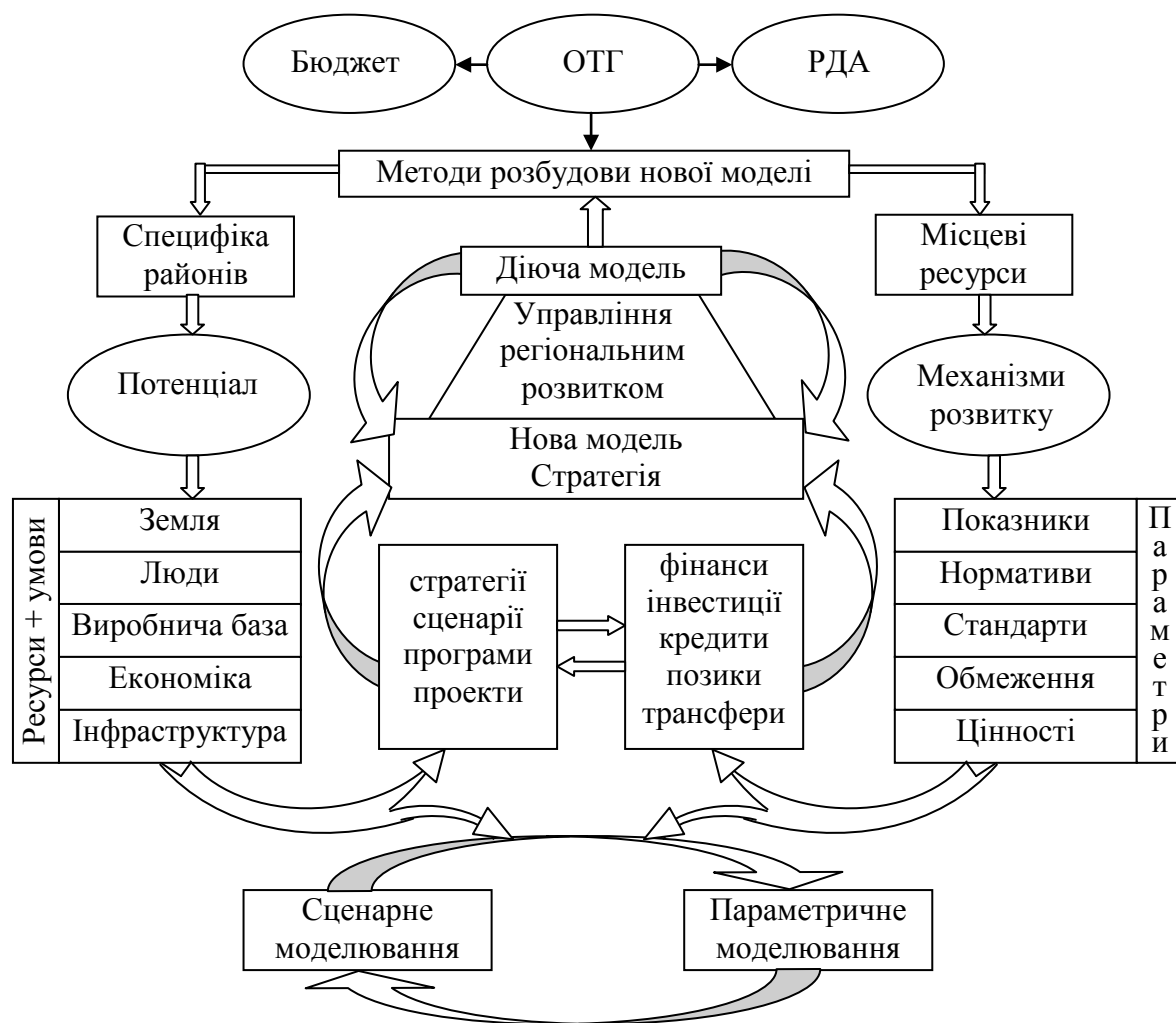 Бюджет
ОТГ
РДА
Методи розбудови нової моделі
Специфіка
районів
Діюча модель
Місцеві
ресурси
Управління
регіональним
розвитком
Потенціал
Механізми
розвитку
Нова модель
Стратегія
Ресурси + умови
Земля
Люди
Виробнича база
Економіка
Інфраструктура
стратегії
сценарії
програми
проекти
фінанси
інвестиції
кредити
позики
трансфери
Показники
Нормативи
Стандарти
Обмеження
Цінності
Параметри
Сценарне
моделювання
Параметричне
моделювання